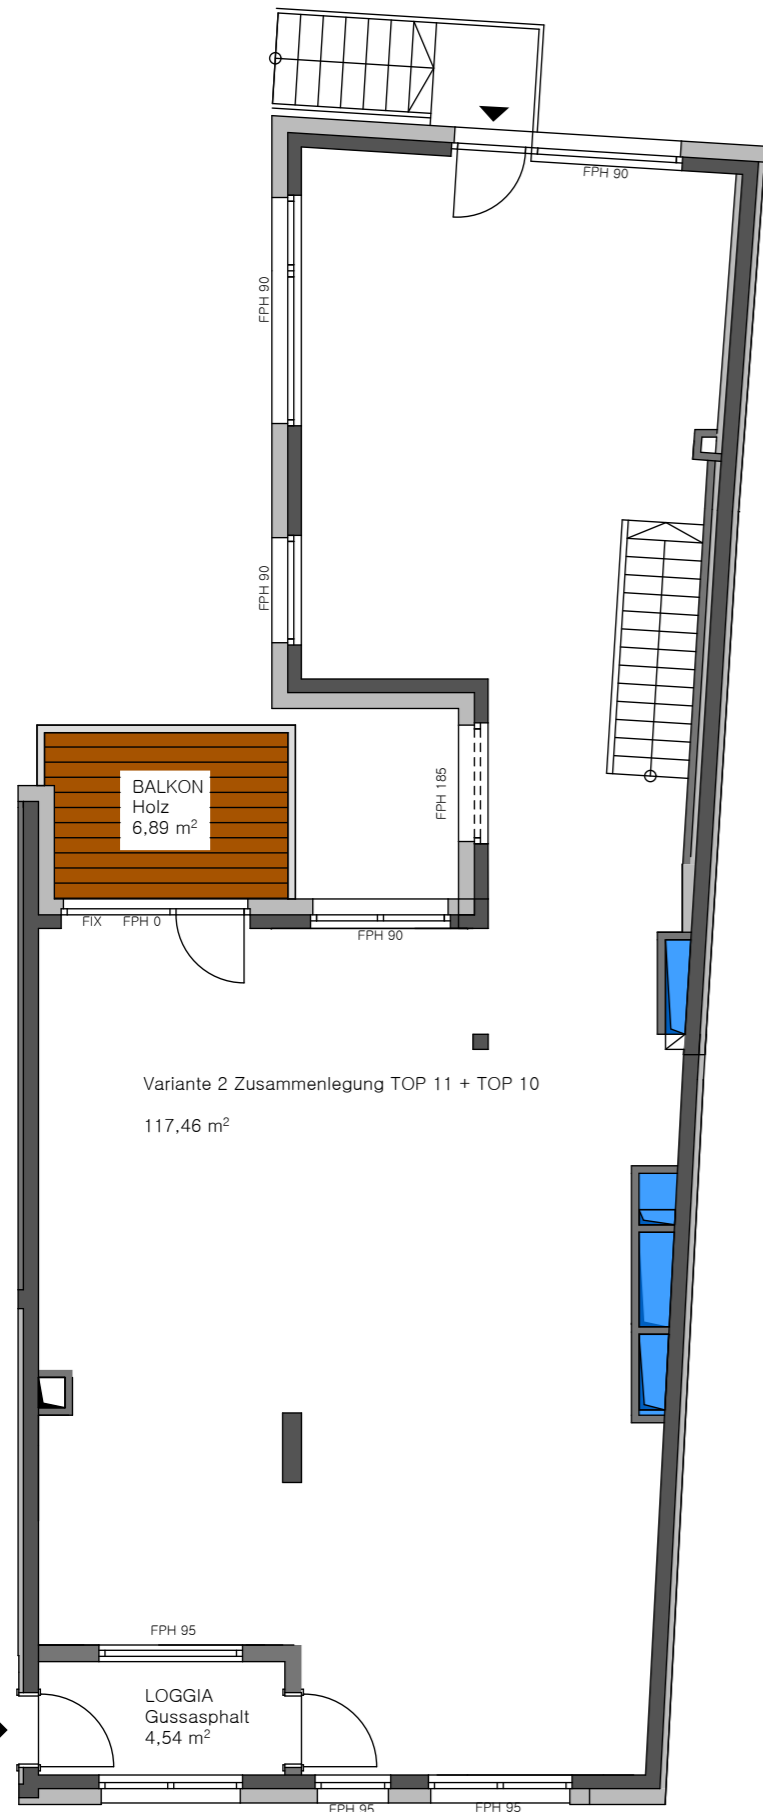 FPH 90
FPH 90
FPH 90
BALKON
Holz
6,89 m²
FPH 185
FIX FPH 0
FPH 90
Variante 2 Zusammenlegung TOP 11 + TOP 10
117,46 m²
FPH 95
LOGGIA
Gussasphalt
4,54 m²
FPH 95
FPH 95